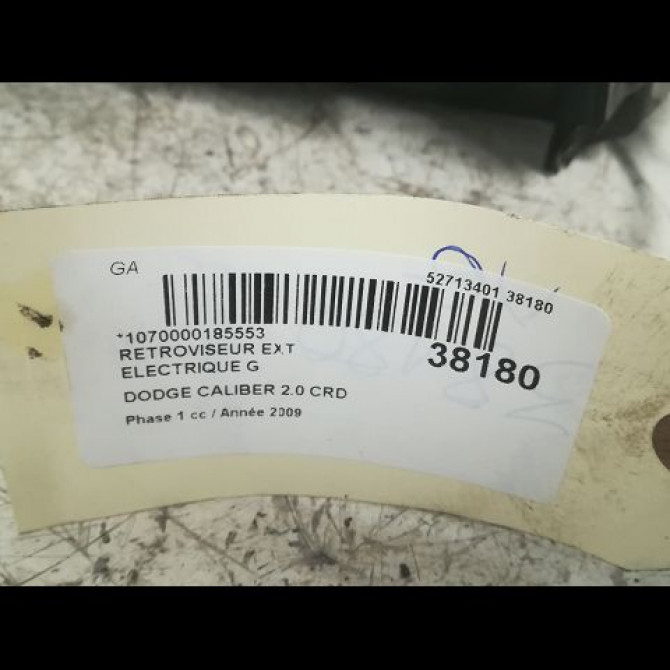 GA
52713401 38180
*1070000185553
38180
RETROVISEUR EXT
ELECTRIQUE G
DODGE CALIBER 2.0 CRD
Phase 1 cc / Année 2009